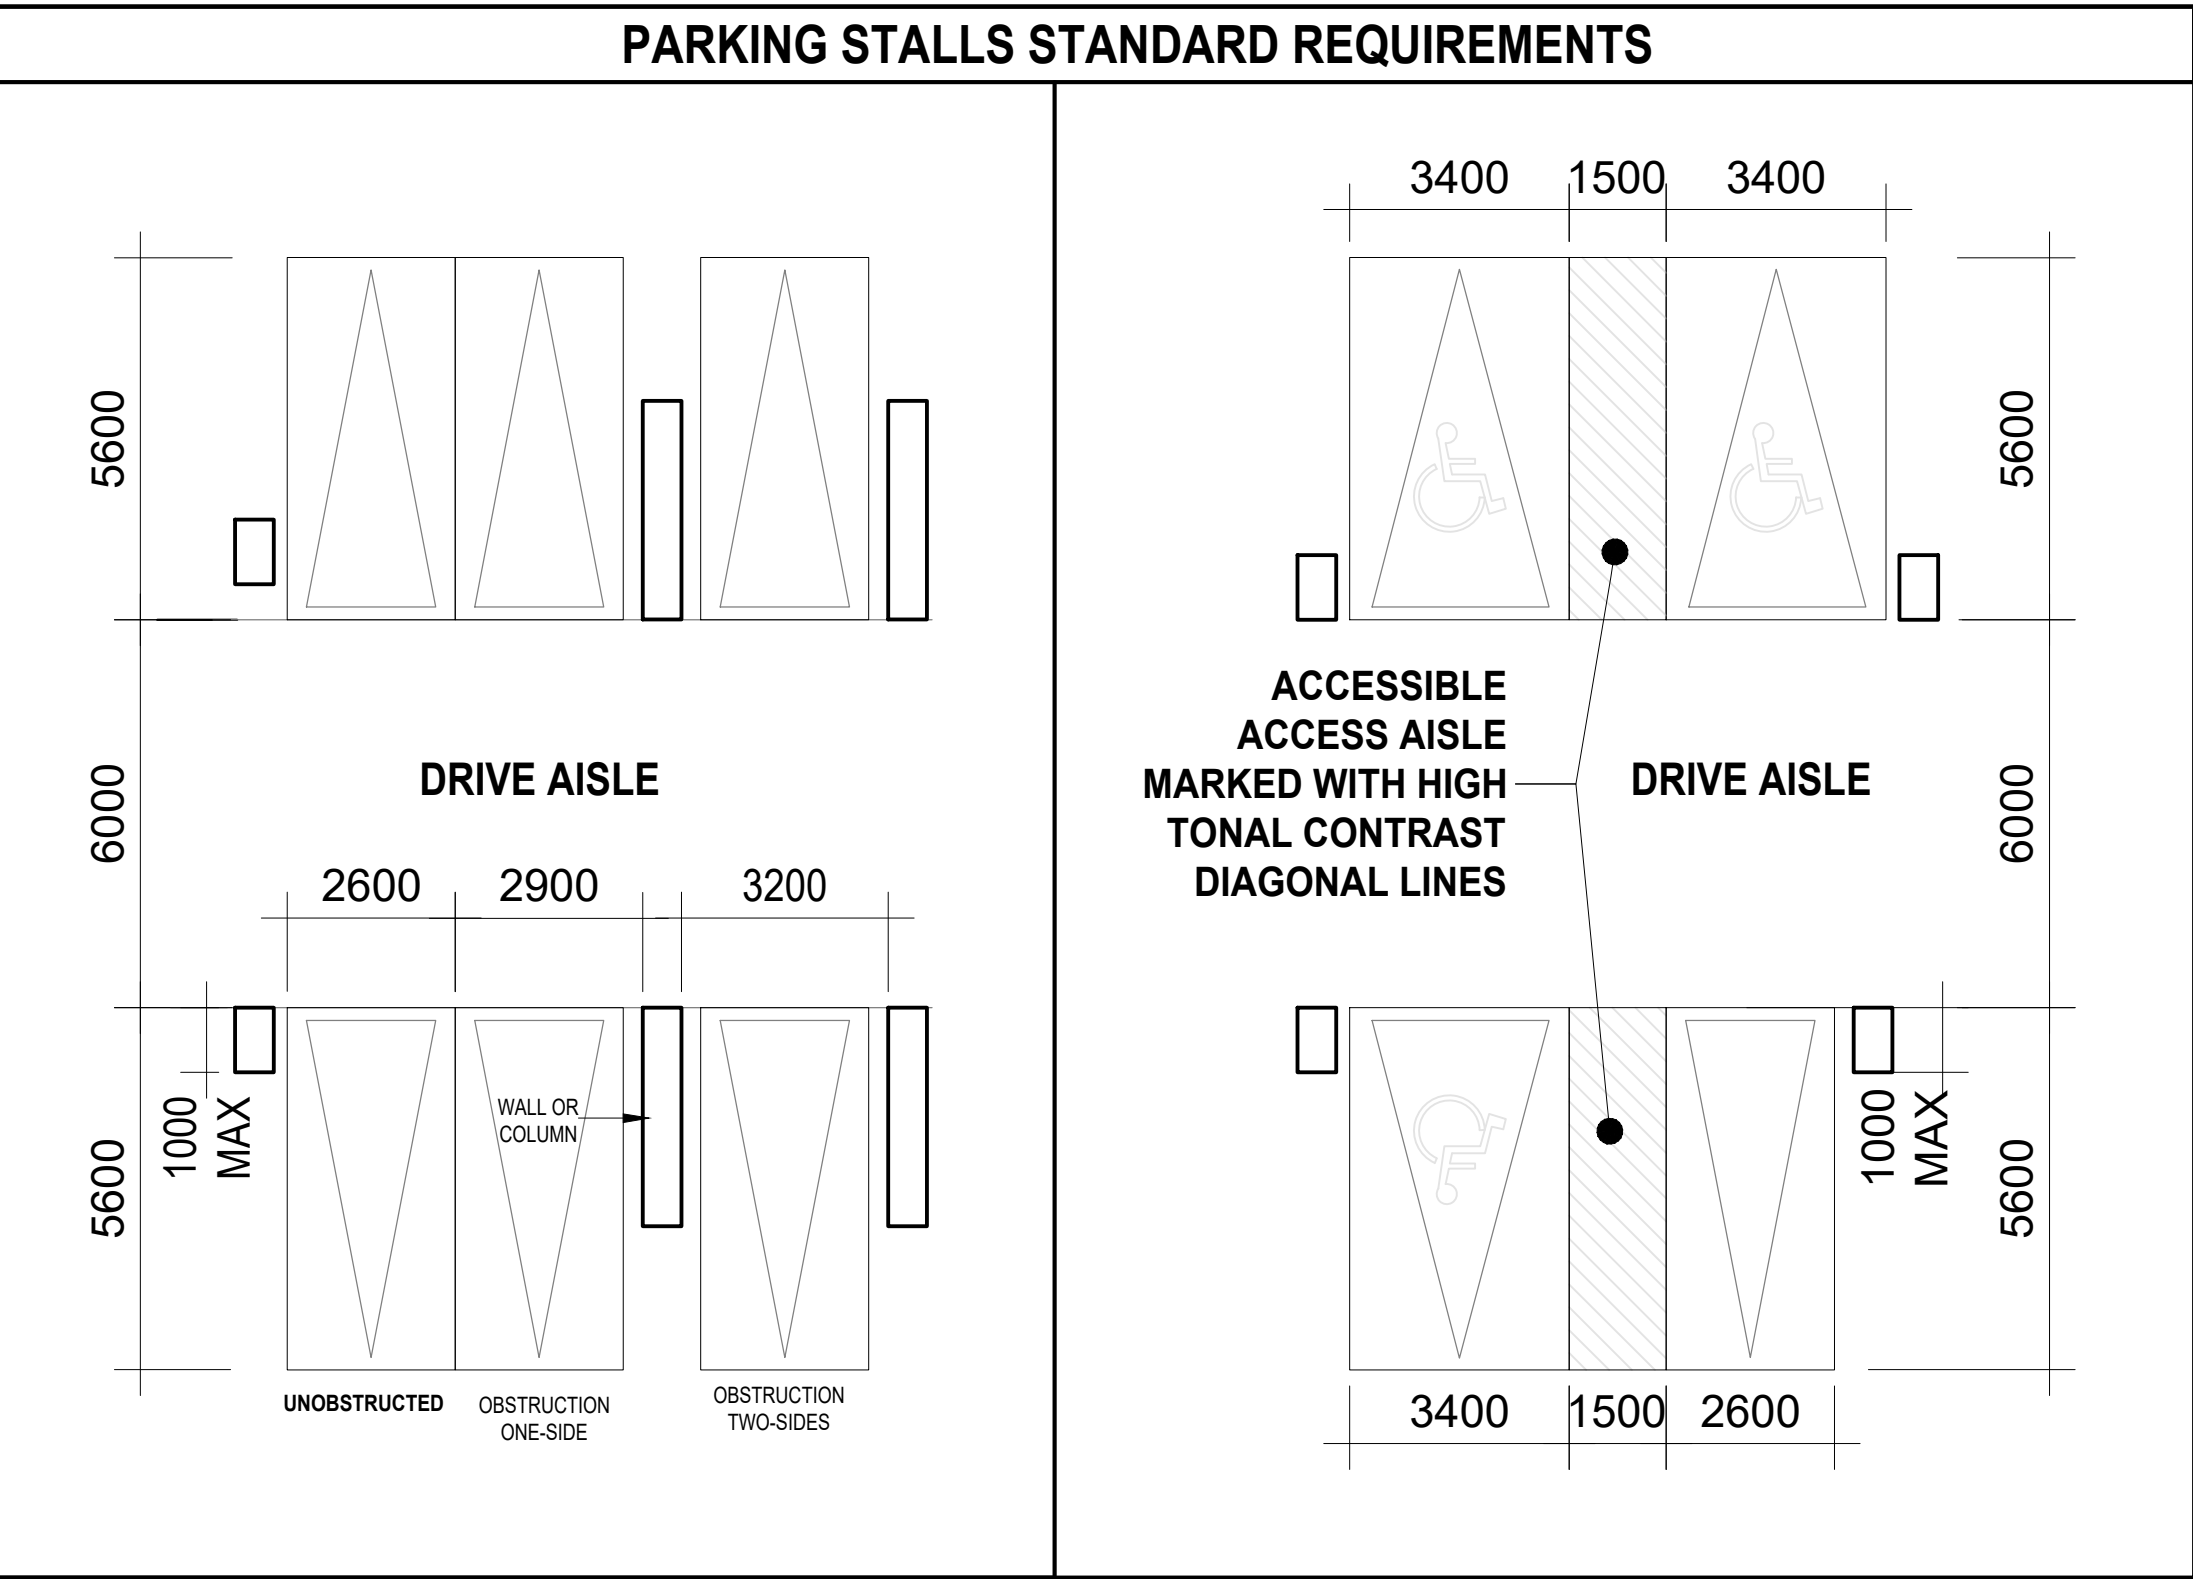 PARKING STALLS STANDARD REQUIREMENTS
5600
6000
DRIVE AISLE
2600
2900
3200
1000
MAX
5600
WALL OR
COLUMN
UNOBSTRUCTED
OBSTRUCTION
ONE-SIDE
OBSTRUCTION
TWO-SIDES
3400
1500
3400
5600
ACCESSIBLE
ACCESS AISLE
MARKED WITH HIGH
TONAL CONTRAST
DIAGONAL LINES
DRIVE AISLE
6000
1000
MAX
5600
3400
1500
2600